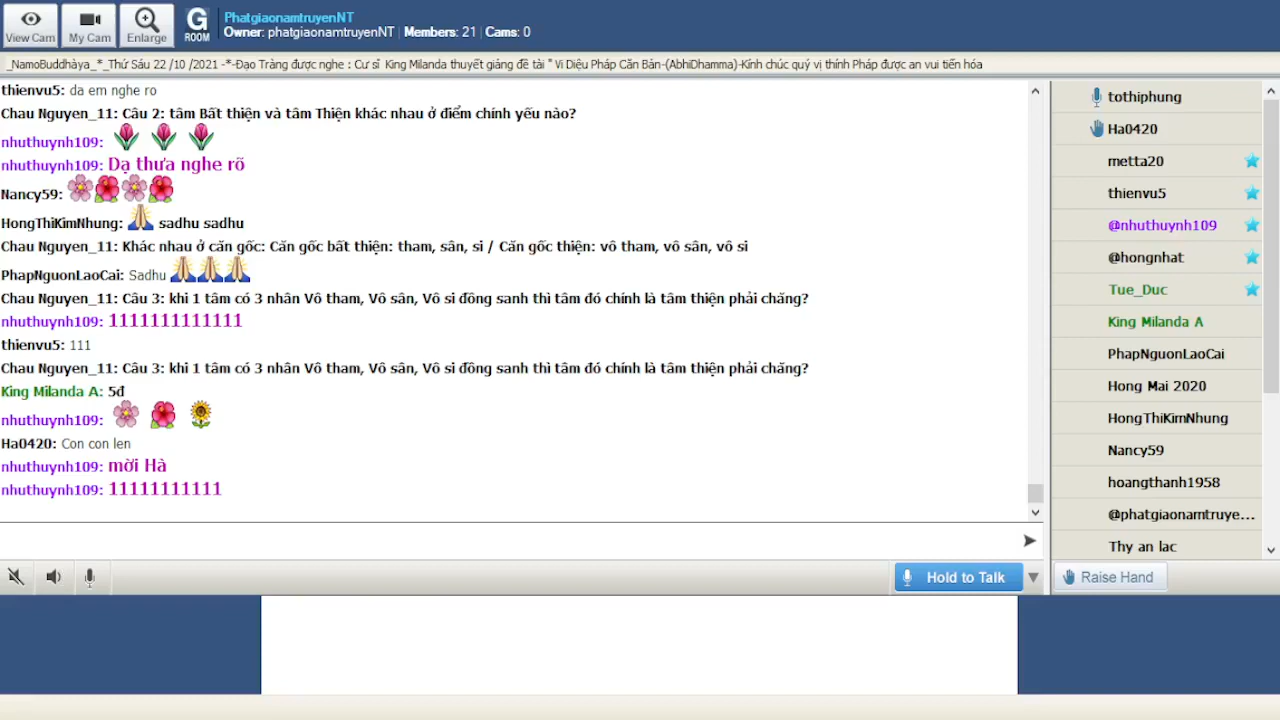 View Cam
My Cam
Enlarge
G
ROOM
PhatgiaonamtruyenNT
Owner: phatgiaonamtruyenNT | Members: 21 | Cams: 0
_NamoBuddhàya_*_Thứ Sáu 22 /10 /2021 -*-Đạo Tràng được nghe : Cư sĩ King Milanda thuyết giảng đề tài " Vi Diệu Pháp Căn Bản-(AbhiDhamma)-Kính chúc quý vị thính Pháp được an vui tiến hóa
thienvu5: da em nghe ro
Chau Nguyen_11: Câu 2: tâm Bất thiện và tâm Thiện khác nhau ở điểm chính yếu nào?
nhuthuynh109:
nhuthuynh109: Dạ thưa nghe rõ
Nancy59:
HongThiKimNhung: sadhu sadhu
Chau Nguyen_11: Khác nhau ở căn gốc: Căn gốc bất thiện: tham, sân, si / Căn gốc thiện: vô tham, vô sân, vô si
PhapNguonLaoCai: Sadhu
Chau Nguyen_11: Câu 3: khi 1 tâm có 3 nhân Vô tham, Vô sân, Vô si đồng sanh thì tâm đó chính là tâm thiện phải chăng?
nhuthuynh109: 1111111111111
thienvu5: 111
Chau Nguyen_11: Câu 3: khi 1 tâm có 3 nhân Vô tham, Vô sân, Vô si đồng sanh thì tâm đó chính là tâm thiện phải chăng?
King Milanda A: 5đ
nhuthuynh109:
Ha0420: Con con len
nhuthuynh109: mời Hà
nhuthuynh109: 11111111111
Hold to Talk
tothiphung
Ha0420
metta20
thienvu5
@nhuthuynh109
@hongnhat
Tue_Duc
King Milanda A
PhapNguonLaoCai
Hong Mai 2020
HongThiKimNhung
Nancy59
hoangthanh1958
@phatgiaonamtruye...
Thy an lac
Raise Hand